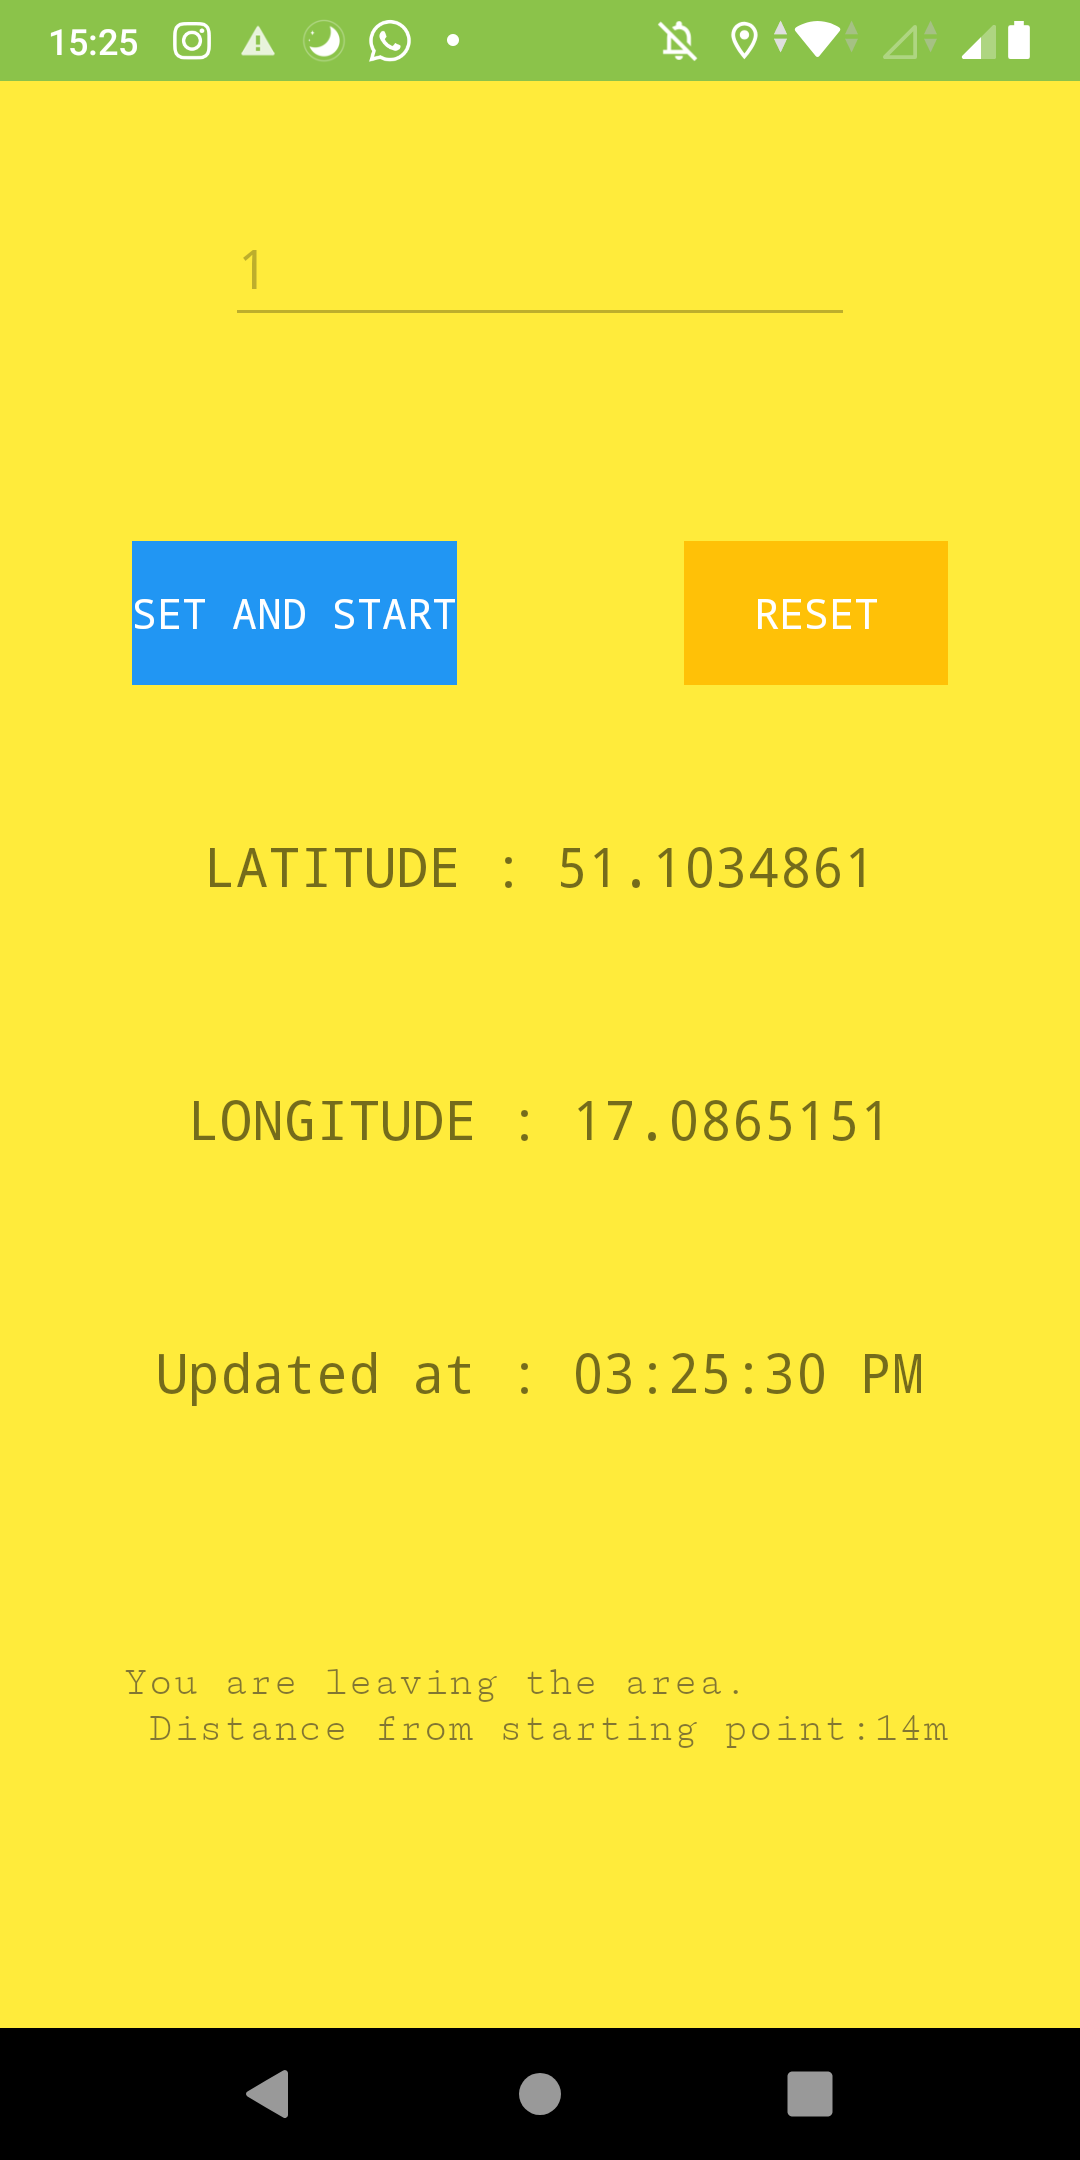 15:25
1
SET AND START
RESET
LATITUDE : 51.1034861
LONGITUDE : 17.0865151
Updated at : 03:25:30 PM
You are leaving the area.
Distance from starting point:14m